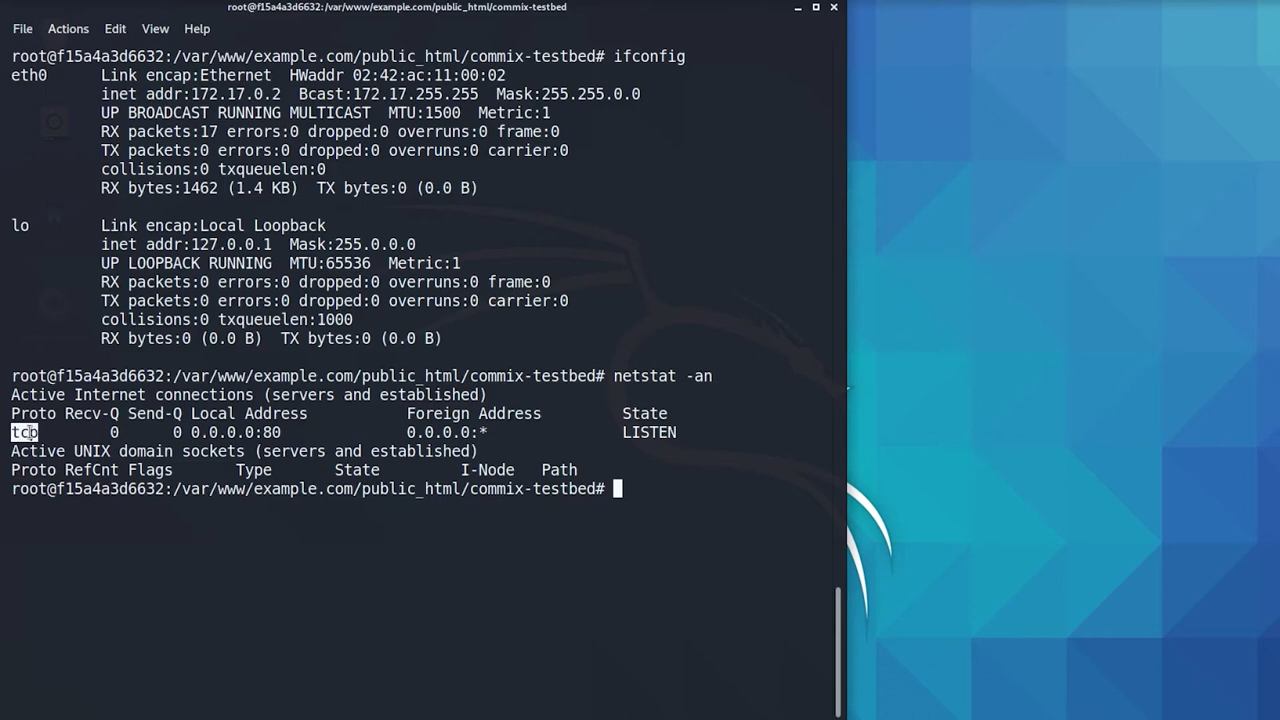 root@f15a4a3d6632:/var/www/example.com/public_html/commix-testbed
File Actions Edit View Help
root@f15a4a3d6632:/var/www/example.com/public_html/commix-testbed# ifconfig
eth0 Link encap:Ethernet HWaddr 02:42:ac:11:00:02
inet addr:172.17.0.2 Bcast:172.17.255.255 Mask:255.255.0.0
UP BROADCAST RUNNING MULTICAST MTU:1500 Metric:1
RX packets:17 errors:0 dropped:0 overruns:0 frame:0
TX packets:0 errors:0 dropped:0 overruns:0 carrier:0
collisions:0 txqueuelen:0
RX bytes:1462 (1.4 KB) TX bytes:0 (0.0 B)
lo Link encap:Local Loopback
inet addr:127.0.0.1 Mask:255.0.0.0
UP LOOPBACK RUNNING MTU:65536 Metric:1
RX packets:0 errors:0 dropped:0 overruns:0 frame:0
TX packets:0 errors:0 dropped:0 overruns:0 carrier:0
collisions:0 txqueuelen:1000
RX bytes:0 (0.0 B) TX bytes:0 (0.0 B)
root@f15a4a3d6632:/var/www/example.com/public_html/commix-testbed# netstat -an
Active Internet connections (servers and established)
Proto Recv-Q Send-Q Local Address Foreign Address State
tcp 0 0 0.0.0.0:80 0.0.0.0:* LISTEN
Active UNIX domain sockets (servers and established)
Proto RefCnt Flags Type State I-Node Path
root@f15a4a3d6632:/var/www/example.com/public_html/commix-testbed#